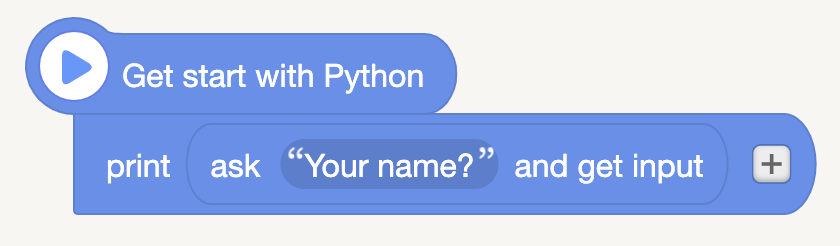 Get start with Python
print ask “Your name?” and get input +